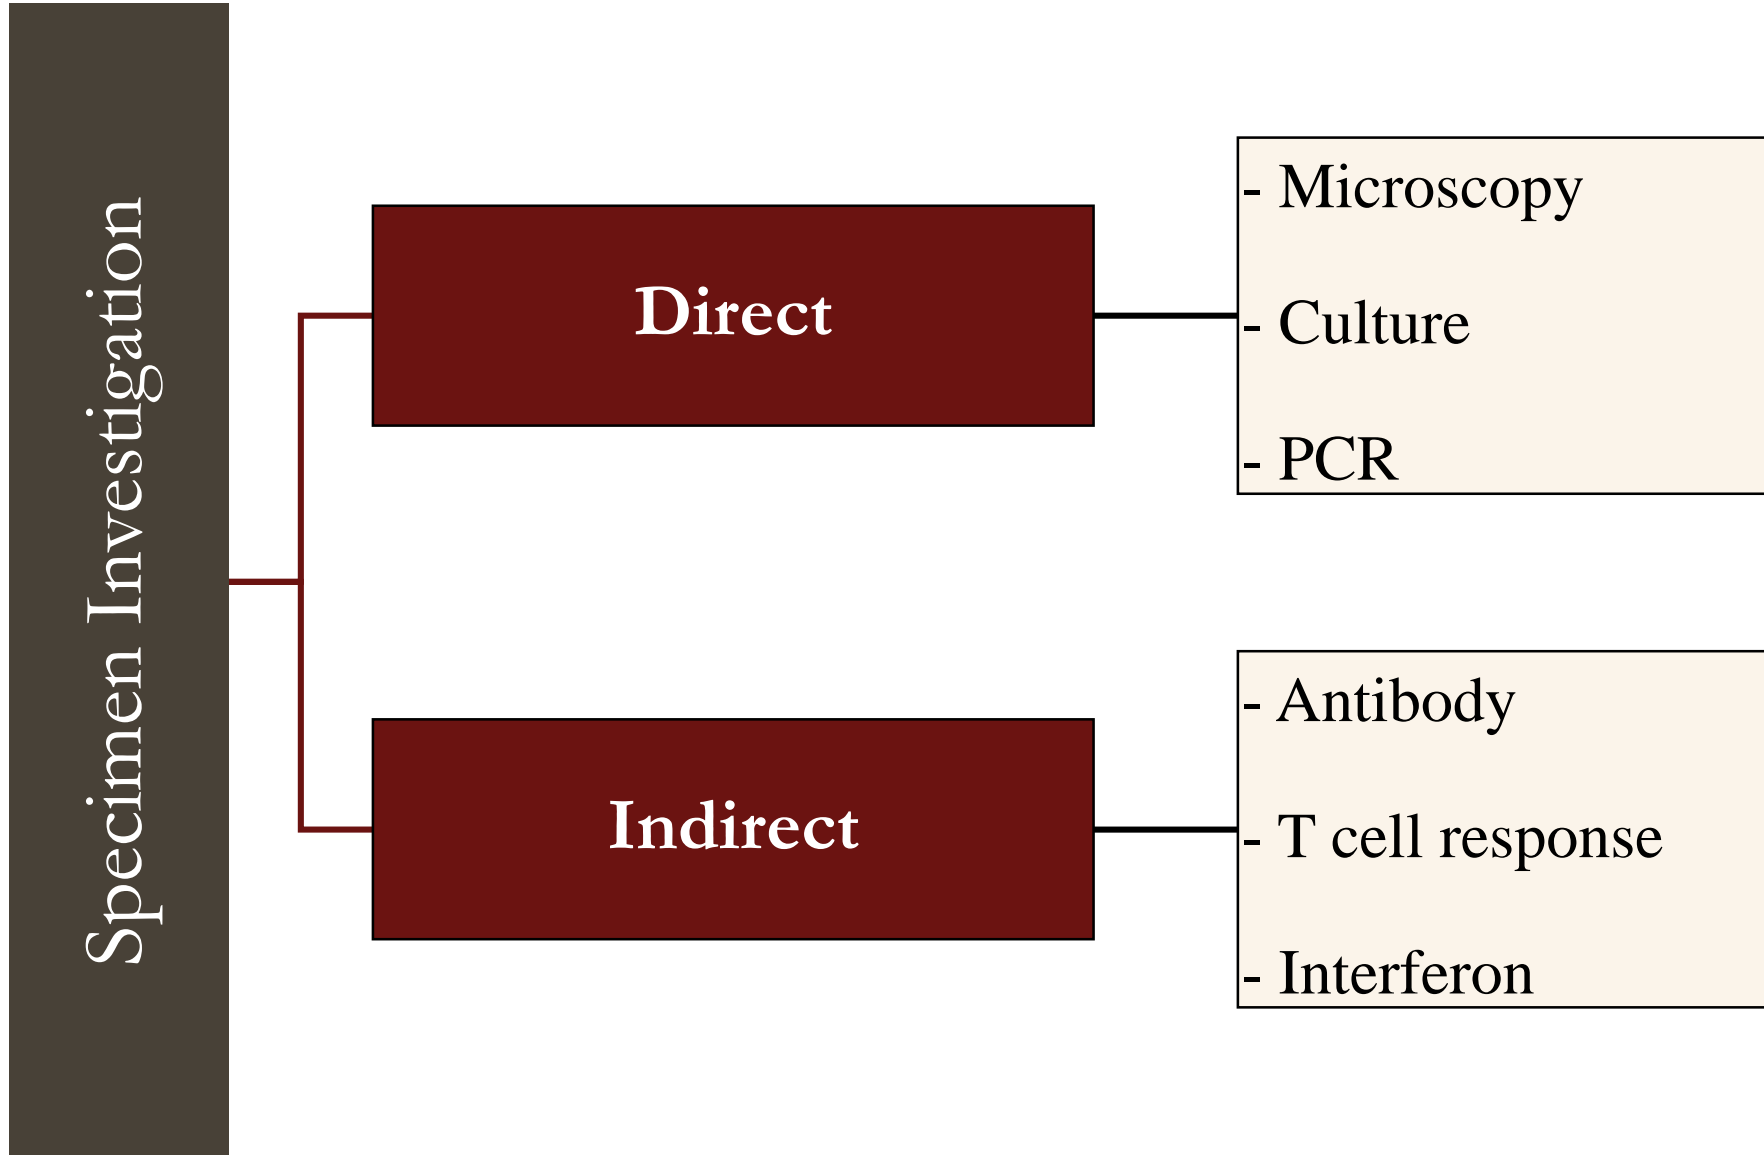 Specimen Investigation
Direct
- Microscopy
- Culture
- PCR
Indirect
- Antibody
- T cell response
- Interferon